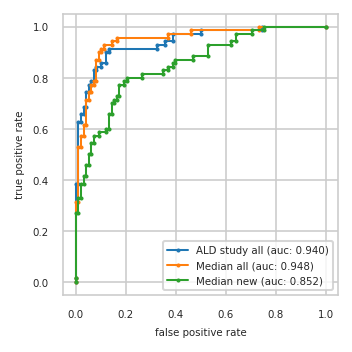 1.0
0.8
0.6
0.4
0.2
0.0
true positive rate
ALD study all (auc: 0.940)
Median all (auc: 0.948)
Median new (auc: 0.852)
0.0 0.2 0.4 0.6 0.8 1.0
false positive rate